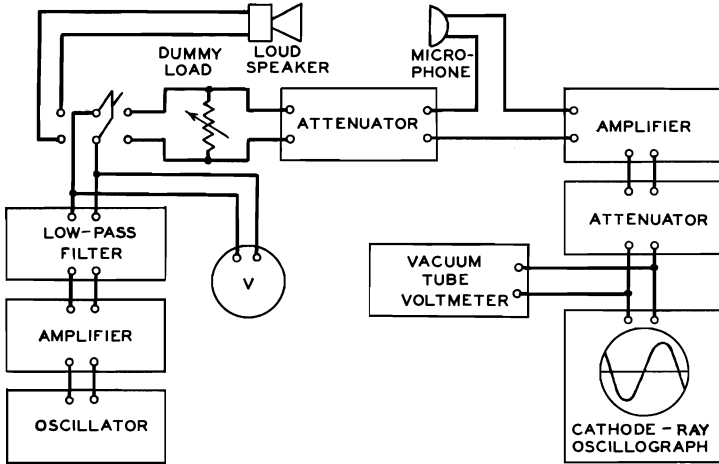 LOUD
SPEAKER
DUMMY
LOAD
MICRO-
PHONE
ATTENUATOR
AMPLIFIER
ATTENUATOR
LOW-PASS
FILTER
V
VACUUM
TUBE
VOLTMETER
AMPLIFIER
OSCILLATOR
CATHODE-RAY
OSCILLOGRAPH